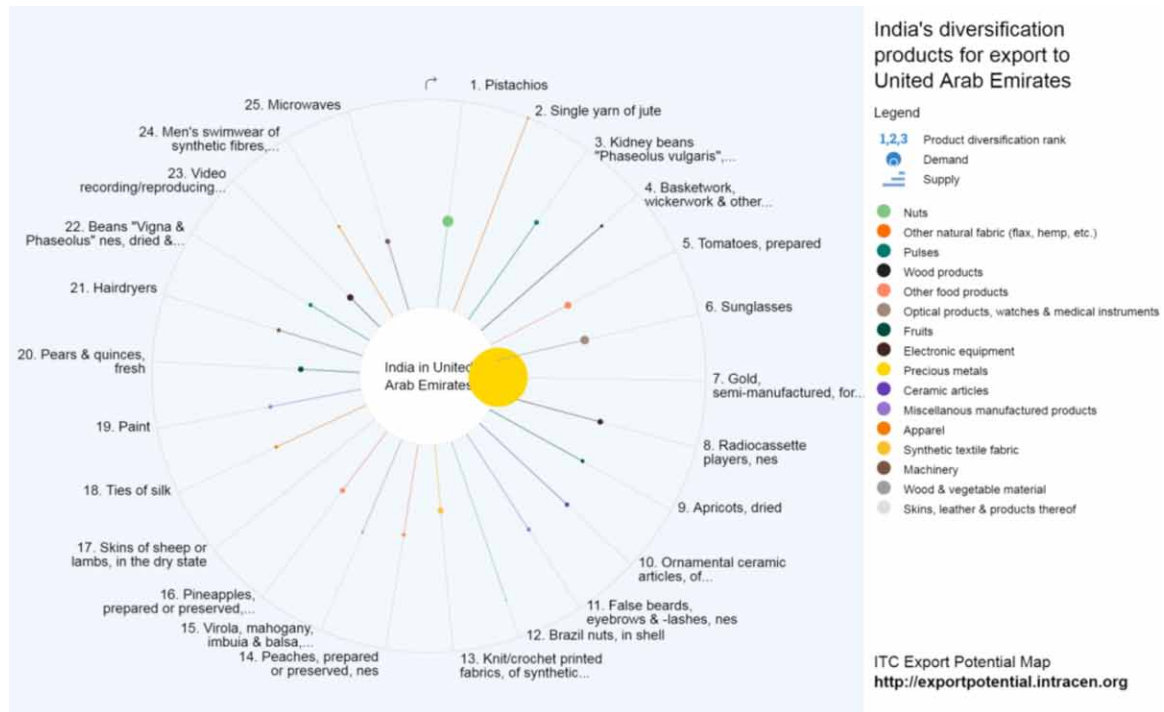 India's diversification
products for export to
United Arab Emirates
Legend
1,2,3 Product diversification rank
Demand
Supply
Nuts
Other natural fabric (flax, hemp, etc.)
Pulses
Wood products
Other food products
Optical products, watches & medical instruments
Fruits
Electronic equipment
Precious metals
Ceramic articles
Miscellanous manufactured products
Apparel
Synthetic textile fabric
Machinery
Wood & vegetable material
Skins, leather & products thereof
ITC Export Potential Map
http://exportpotential.intracen.org
India in United
Arab Emirates
1. Pistachios
2. Single yarn of jute
3. Kidney beans
"Phaseolus vulgaris",...
4. Basketwork,
wickerwork & other...
5. Tomatoes, prepared
6. Sunglasses
7. Gold,
semi-manufactured, for...
8. Radiocassette
players, nes
9. Apricots, dried
10. Ornamental ceramic
articles, of...
11. False beards,
eyebrows & -lashes, nes
12. Brazil nuts, in shell
13. Knit/crochet printed
fabrics, of synthetic...
14. Peaches, prepared
or preserved, nes
15. Virola, mahogany,
imbuia & balsa,...
16. Pineapples,
prepared or preserved,...
17. Skins of sheep or
lambs, in the dry state
18. Ties of silk
19. Paint
20. Pears & quinces,
fresh
21. Hairdryers
22. Beans "Vigna &
Phaseolus" nes, dried &...
23. Video
recording/reproducing...
24. Men's swimwear of
synthetic fibres,...
25. Microwaves